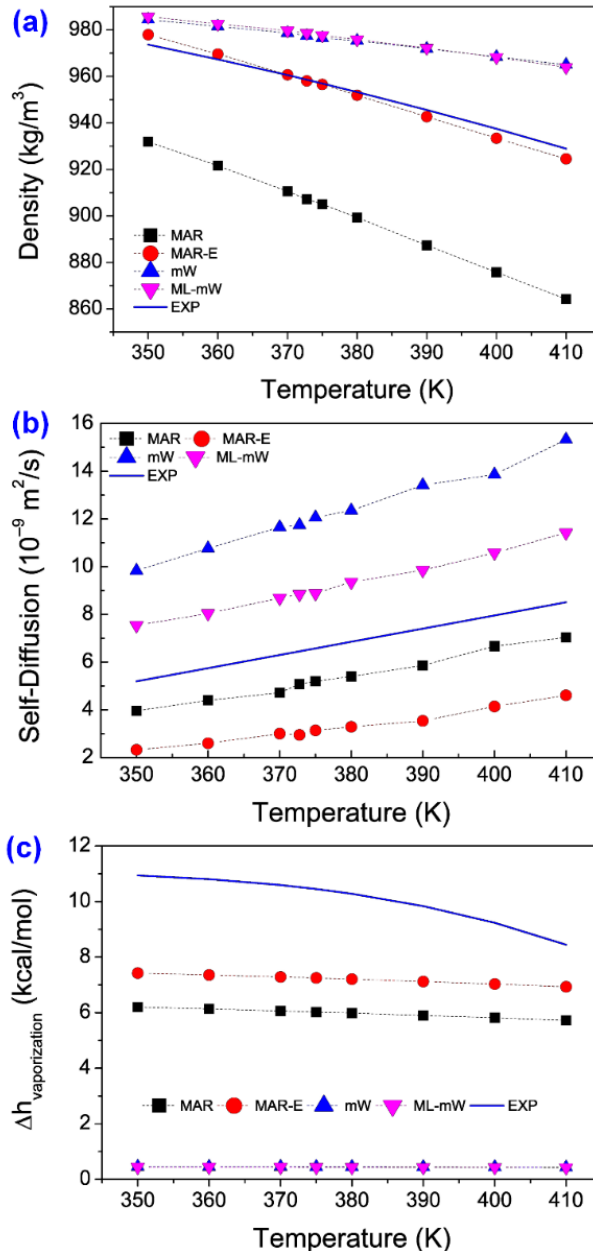 (a)
980
960
940
920
900
880
860
Density (kg/m³)
MAR
MAR-E
mW
ML-mW
EXP
350 360 370 380 390 400 410
Temperature (K)
(b)
16
14
12
10
8
6
4
2
Self-Diffusion (10⁻⁹ m²/s)
MAR MAR-E
mW ML-mW
EXP
350 360 370 380 390 400 410
Temperature (K)
(c)
12
10
8
6
4
2
0
Δh_vaporization (kcal/mol)
MAR MAR-E mW ML-mW EXP
350 360 370 380 390 400 410
Temperature (K)